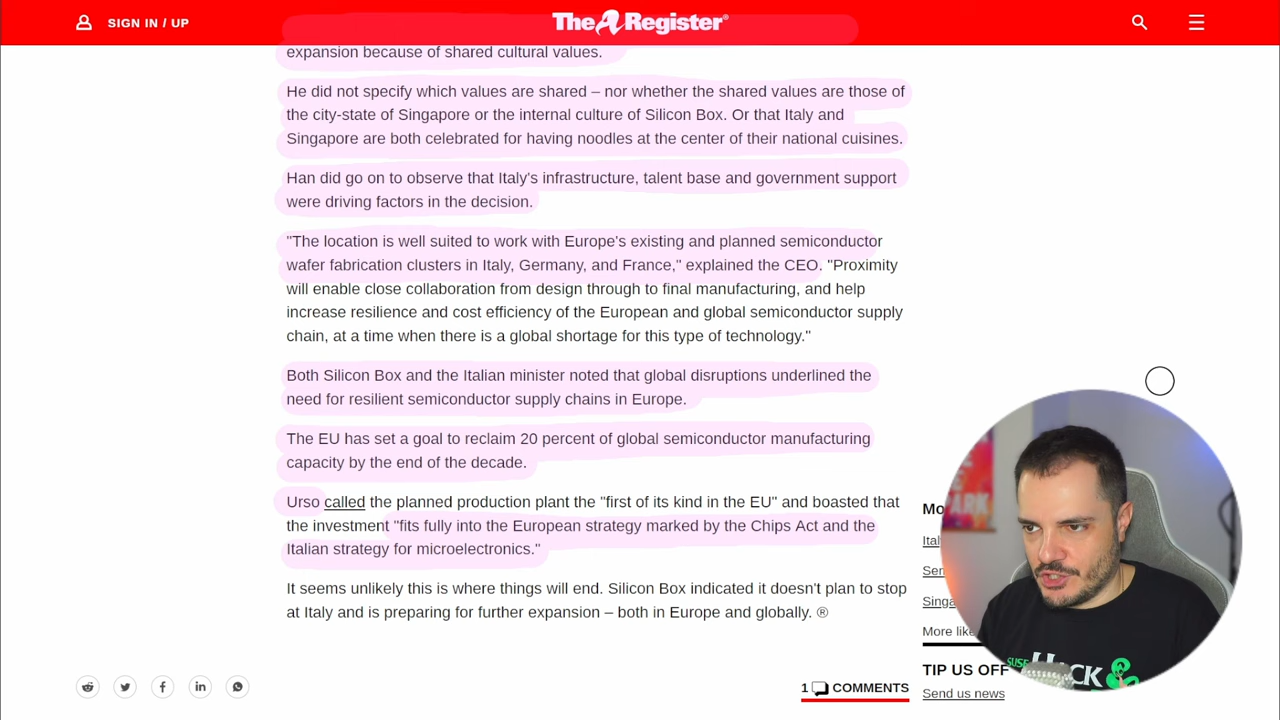 SIGN IN / UP
The Register®
expansion because of shared cultural values.
He did not specify which values are shared – nor whether the shared values are those of
the city-state of Singapore or the internal culture of Silicon Box. Or that Italy and
Singapore are both celebrated for having noodles at the center of their national cuisines.
Han did go on to observe that Italy's infrastructure, talent base and government support
were driving factors in the decision.
"The location is well suited to work with Europe's existing and planned semiconductor
wafer fabrication clusters in Italy, Germany, and France," explained the CEO. "Proximity
will enable close collaboration from design through to final manufacturing, and help
increase resilience and cost efficiency of the European and global semiconductor supply
chain, at a time when there is a global shortage for this type of technology."
Both Silicon Box and the Italian minister noted that global disruptions underlined the
need for resilient semiconductor supply chains in Europe.
The EU has set a goal to reclaim 20 percent of global semiconductor manufacturing
capacity by the end of the decade.
Urso called the planned production plant the "first of its kind in the EU" and boasted that
the investment "fits fully into the European strategy marked by the Chips Act and the
Italian strategy for microelectronics."
It seems unlikely this is where things will end. Silicon Box indicated it doesn't plan to stop
at Italy and is preparing for further expansion – both in Europe and globally. ®
1 COMMENTS
More like
TIP US OFF
Send us news
SUSE